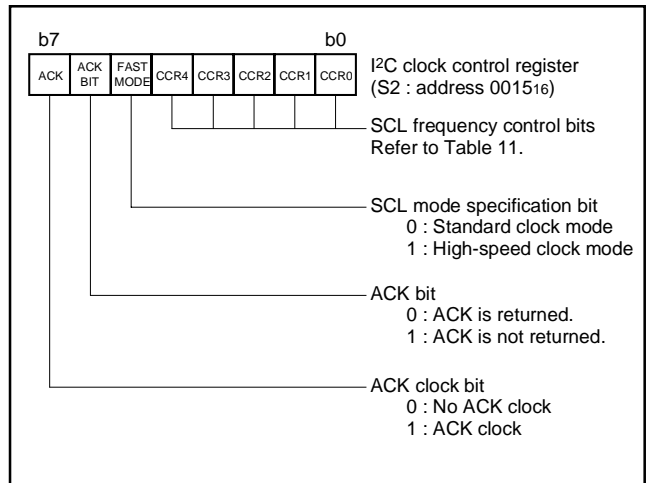 b7 b0
ACK ACK BIT FAST MODE CCR4 CCR3 CCR2 CCR1 CCR0
I2C clock control register
(S2 : address 001516)
SCL frequency control bits
Refer to Table 11.
SCL mode specification bit
0 : Standard clock mode
1 : High-speed clock mode
ACK bit
0 : ACK is returned.
1 : ACK is not returned.
ACK clock bit
0 : No ACK clock
1 : ACK clock